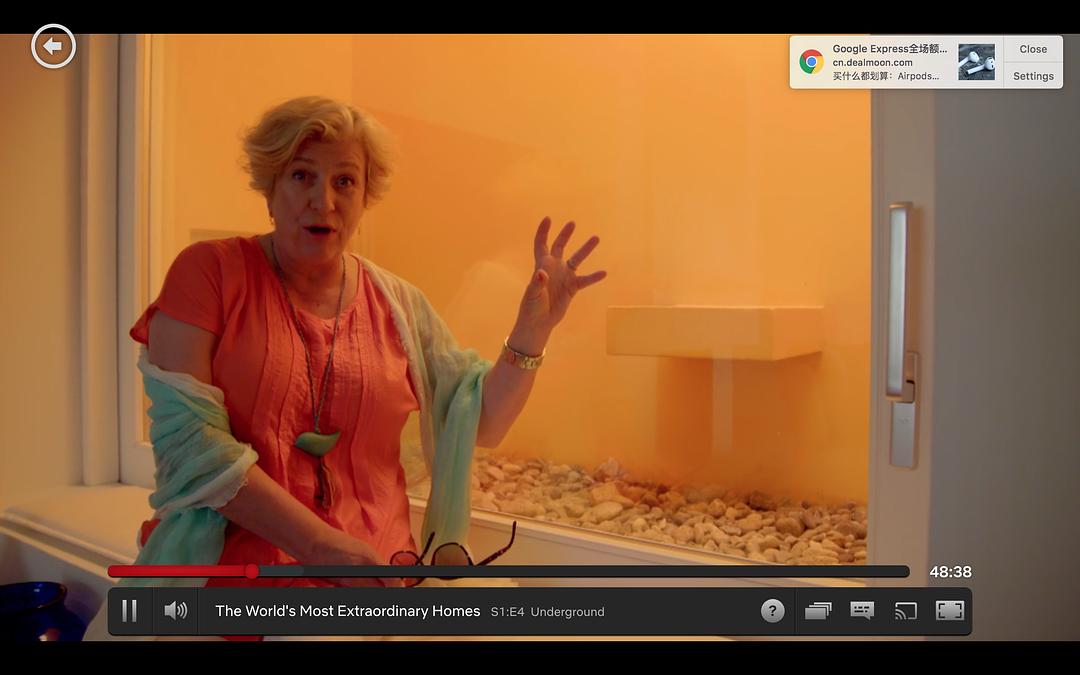 Google Express全场额...
cn.dealmoon.com
买什么都划算：Airpods...
Close
Settings
48:38
The World's Most Extraordinary Homes S1:E4 Underground
?